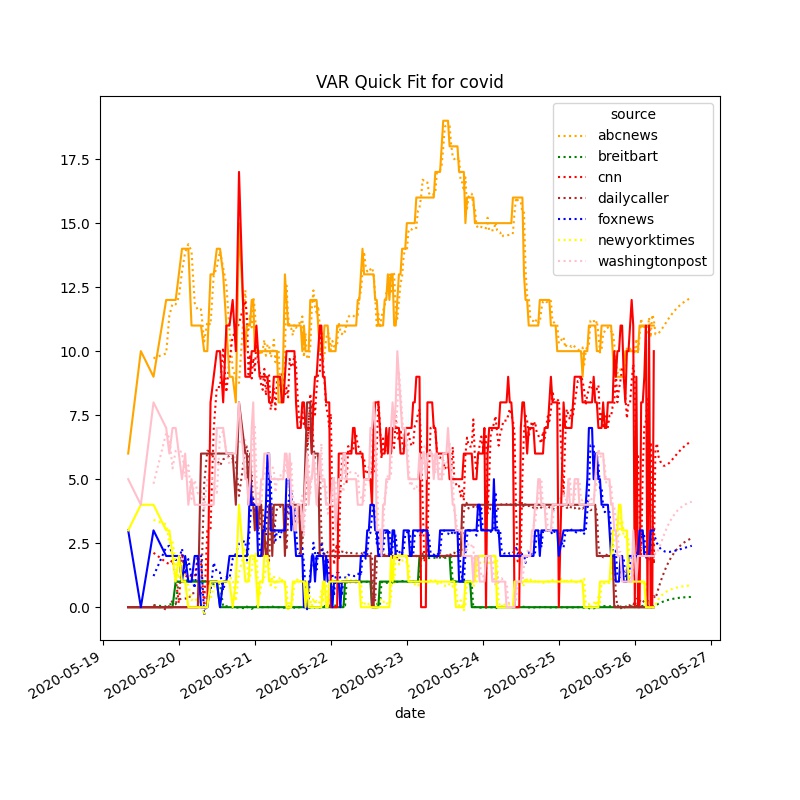 VAR Quick Fit for covid
source
abcnews
breitbart
cnn
dailycaller
foxnews
newyorktimes
washingtonpost
17.5
15.0
12.5
10.0
7.5
5.0
2.5
0.0
2020-05-19
2020-05-20
2020-05-21
2020-05-22
2020-05-23
2020-05-24
2020-05-25
2020-05-26
2020-05-27
date